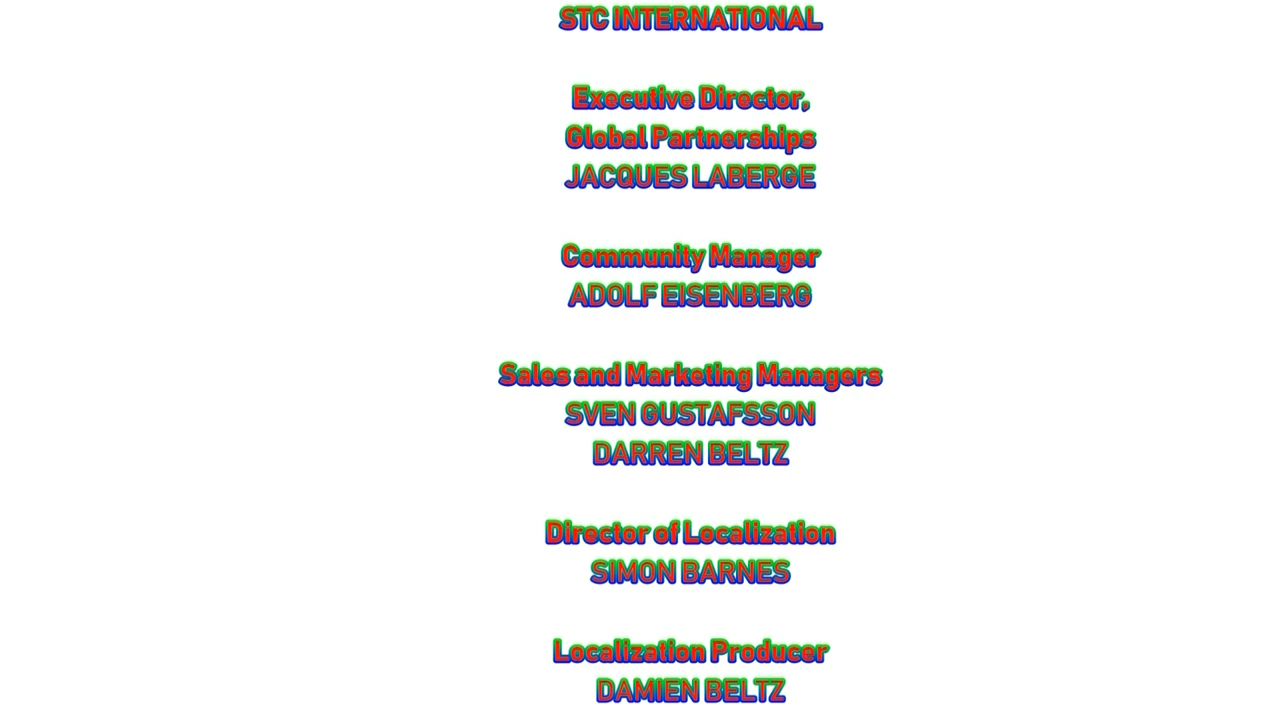 STC INTERNATIONAL
Executive Director,
Global Partnerships
JACQUES LABERGE
Community Manager
ADOLF EISENBERG
Sales and Marketing Managers
SVEN GUSTAFSSON
DARREN BELTZ
Director of Localization
SIMON BARNES
Localization Producer
DAMIEN BELTZ